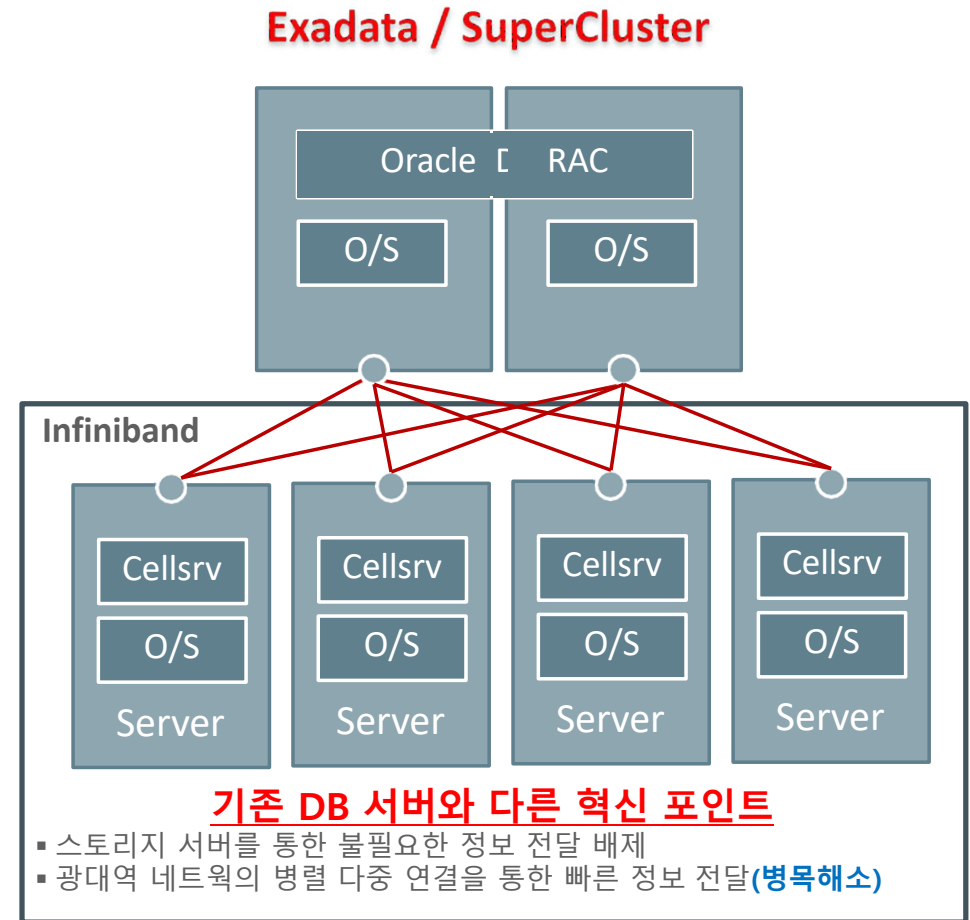 Exadata / SuperCluster
Oracle D RAC
O/S O/S
Infiniband
Cellsrv Cellsrv Cellsrv Cellsrv
O/S O/S O/S O/S
Server Server Server Server
기존 DB 서버와 다른 혁신 포인트
▪ 스토리지 서버를 통한 불필요한 정보 전달 배제
▪ 광대역 네트웍의 병렬 다중 연결을 통한 빠른 정보 전달(병목해소)